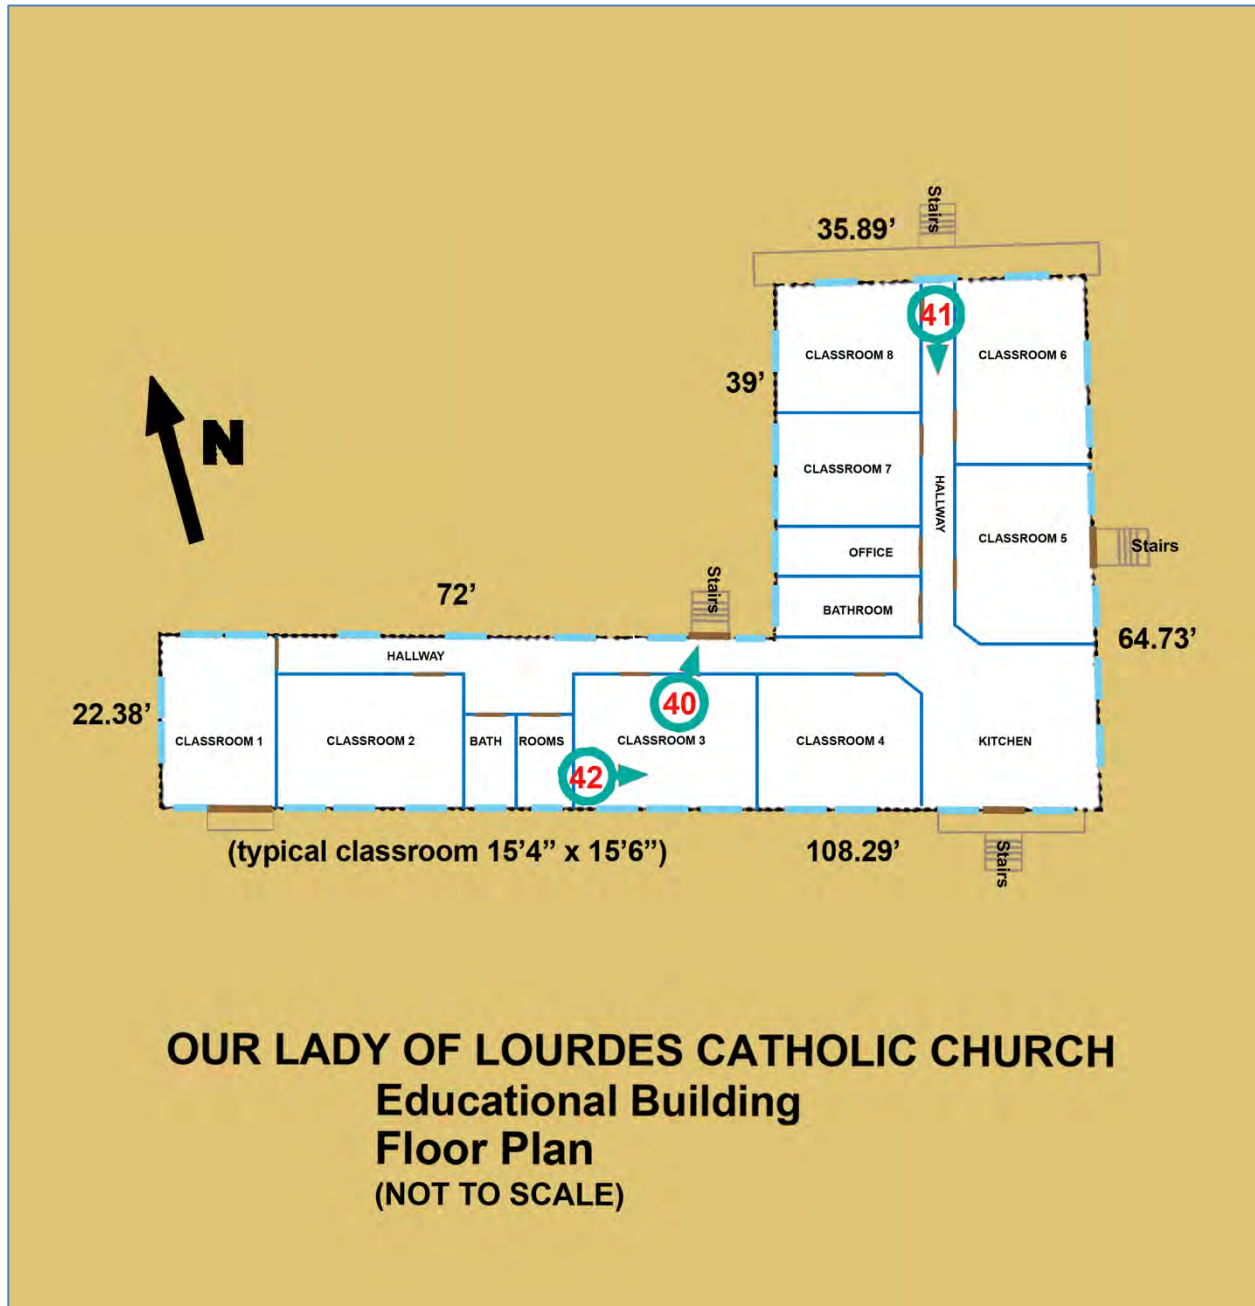 Stairs
35.89’
41
CLASSROOM 8
CLASSROOM 6
39’
N
CLASSROOM 7
HALLWAY
CLASSROOM 5
OFFICE
Stairs
BATHROOM
Stairs
72’
64.73’
HALLWAY
40
22.38’
CLASSROOM 1
CLASSROOM 2
BATH
ROOMS
CLASSROOM 3
CLASSROOM 4
KITCHEN
42
(typical classroom 15’4” x 15’6”)
108.29’
Stairs
OUR LADY OF LOURDES CATHOLIC CHURCH
Educational Building
Floor Plan
(NOT TO SCALE)